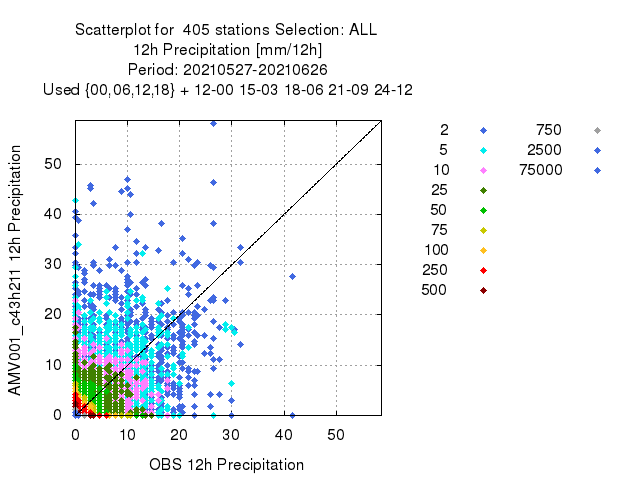 Scatterplot for 405 stations Selection: ALL
12h Precipitation [mm/12h]
Period: 20210527-20210626
Used {00,06,12,18} + 12-00 15-03 18-06 21-09 24-12
AMV001_c43h211 12h Precipitation
50
40
30
20
10
0
0 10 20 30 40 50
OBS 12h Precipitation
2 750
5 2500
10 75000
25
50
75
100
250
500